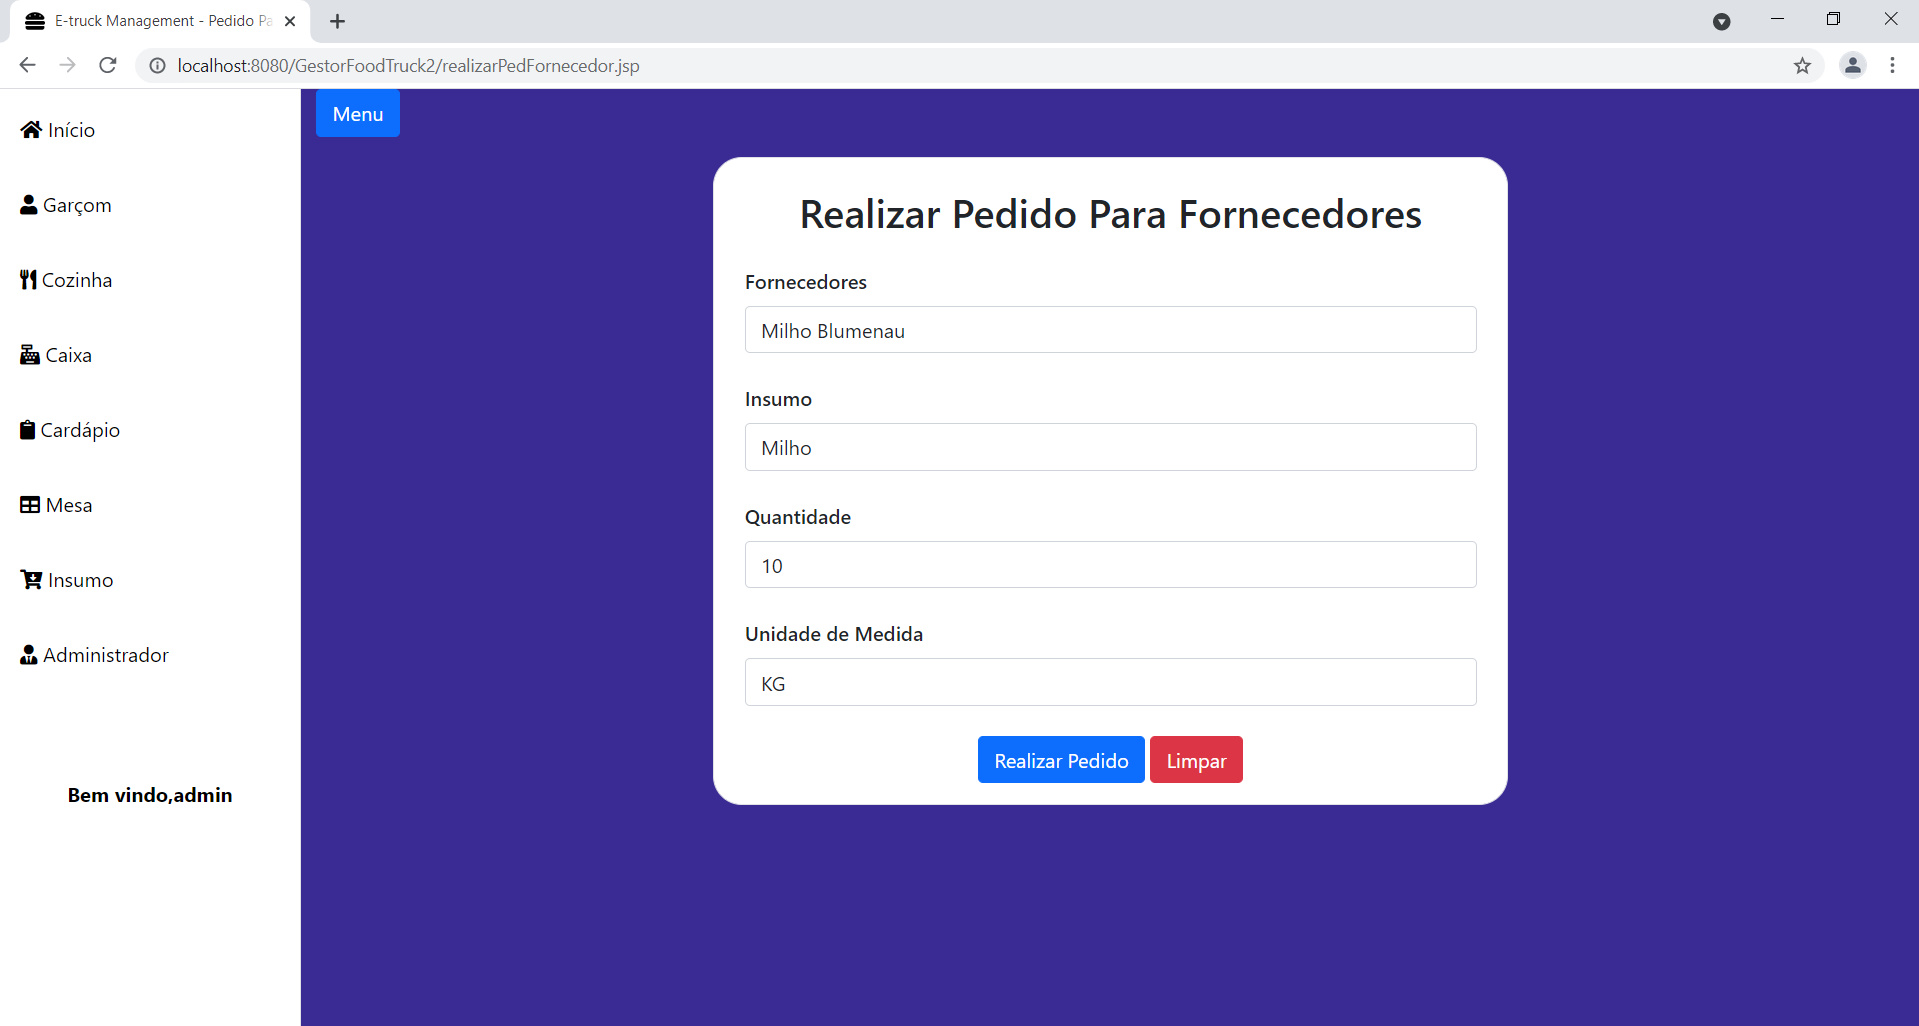 E-truck Management - Pedido Pa
localhost:8080/GestorFoodTruck2/realizarPedFornecedor.jsp
Início
Garçom
Cozinha
Caixa
Cardápio
Mesa
Insumo
Administrador
Bem vindo,admin
Menu
Realizar Pedido Para Fornecedores
Fornecedores
Milho Blumenau
Insumo
Milho
Quantidade
10
Unidade de Medida
KG
Realizar Pedido Limpar